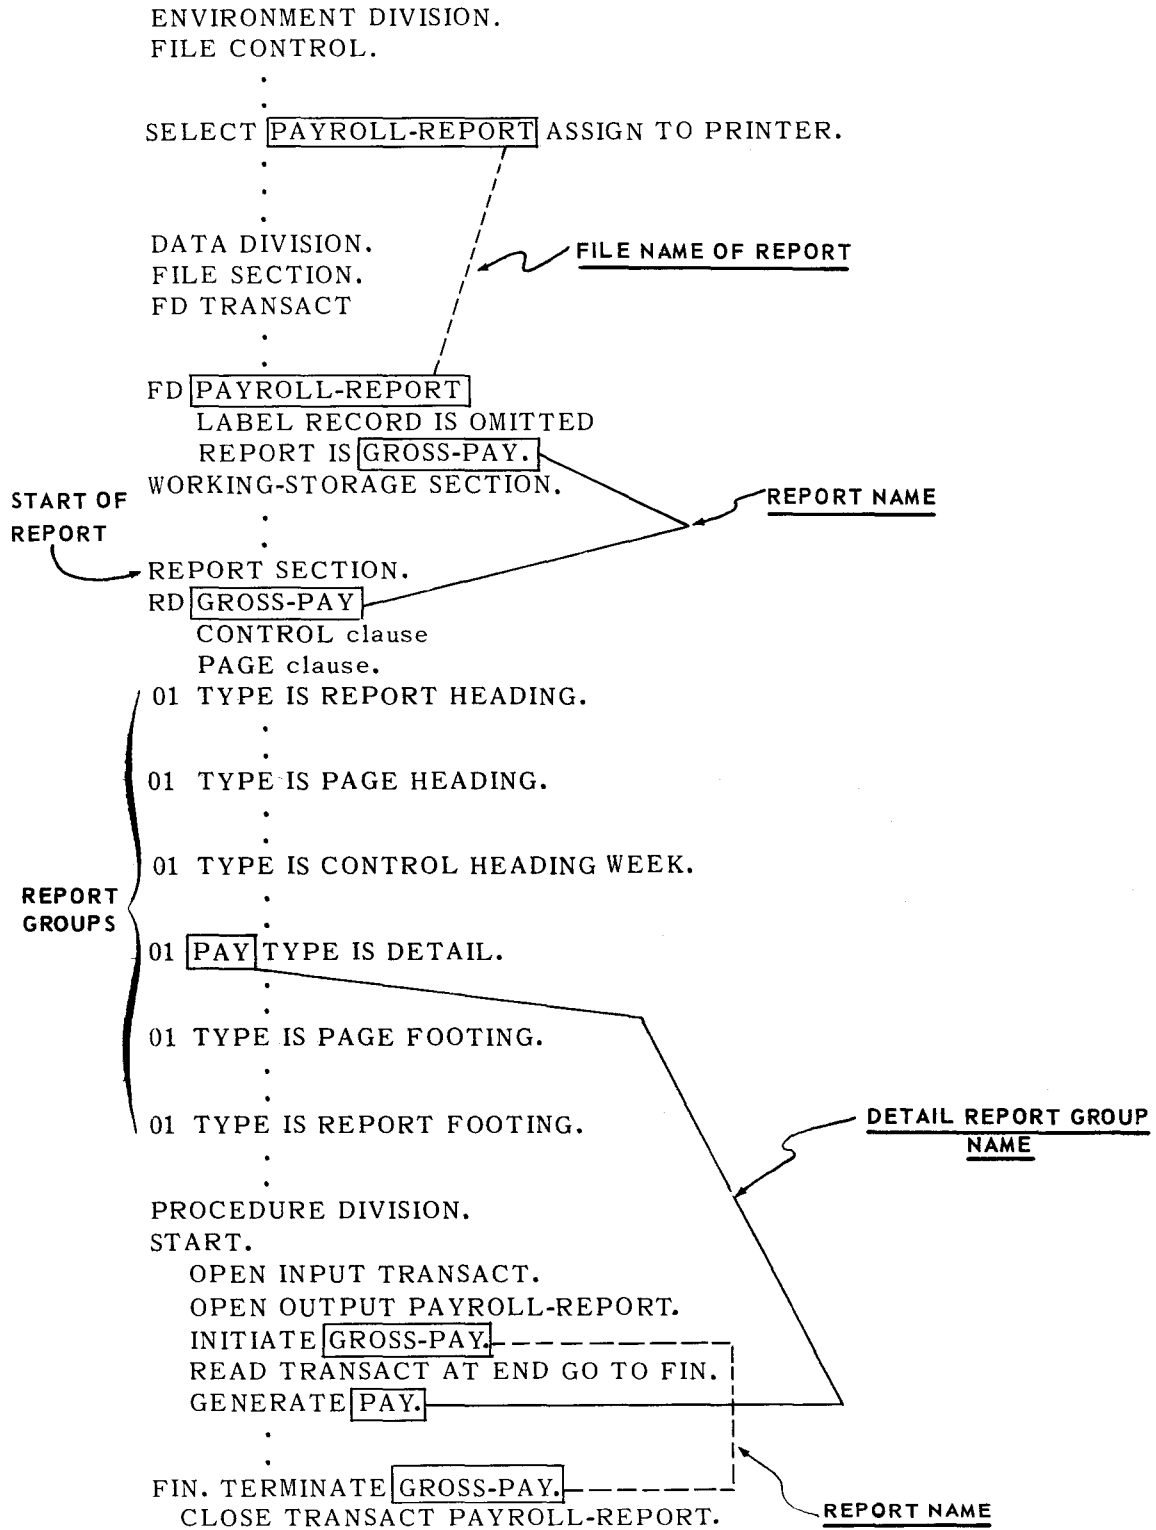 ENVIRONMENT DIVISION.
FILE CONTROL.
SELECT PAYROLL-REPORT ASSIGN TO PRINTER.
DATA DIVISION.
FILE NAME OF REPORT
FILE SECTION.
FD TRANSACT
FD PAYROLL-REPORT
LABEL RECORD IS OMITTED
REPORT IS GROSS-PAY.
WORKING-STORAGE SECTION.
REPORT NAME
START OF
REPORT
REPORT SECTION.
RD GROSS-PAY
CONTROL clause
PAGE clause.
01 TYPE IS REPORT HEADING.
01 TYPE IS PAGE HEADING.
01 TYPE IS CONTROL HEADING WEEK.
REPORT
GROUPS
01 PAY TYPE IS DETAIL.
01 TYPE IS PAGE FOOTING.
01 TYPE IS REPORT FOOTING.
DETAIL REPORT GROUP
NAME
PROCEDURE DIVISION.
START.
OPEN INPUT TRANSACT.
OPEN OUTPUT PAYROLL-REPORT.
INITIATE GROSS-PAY.
READ TRANSACT AT END GO TO FIN.
GENERATE PAY.
FIN. TERMINATE GROSS-PAY.
CLOSE TRANSACT PAYROLL-REPORT.
REPORT NAME